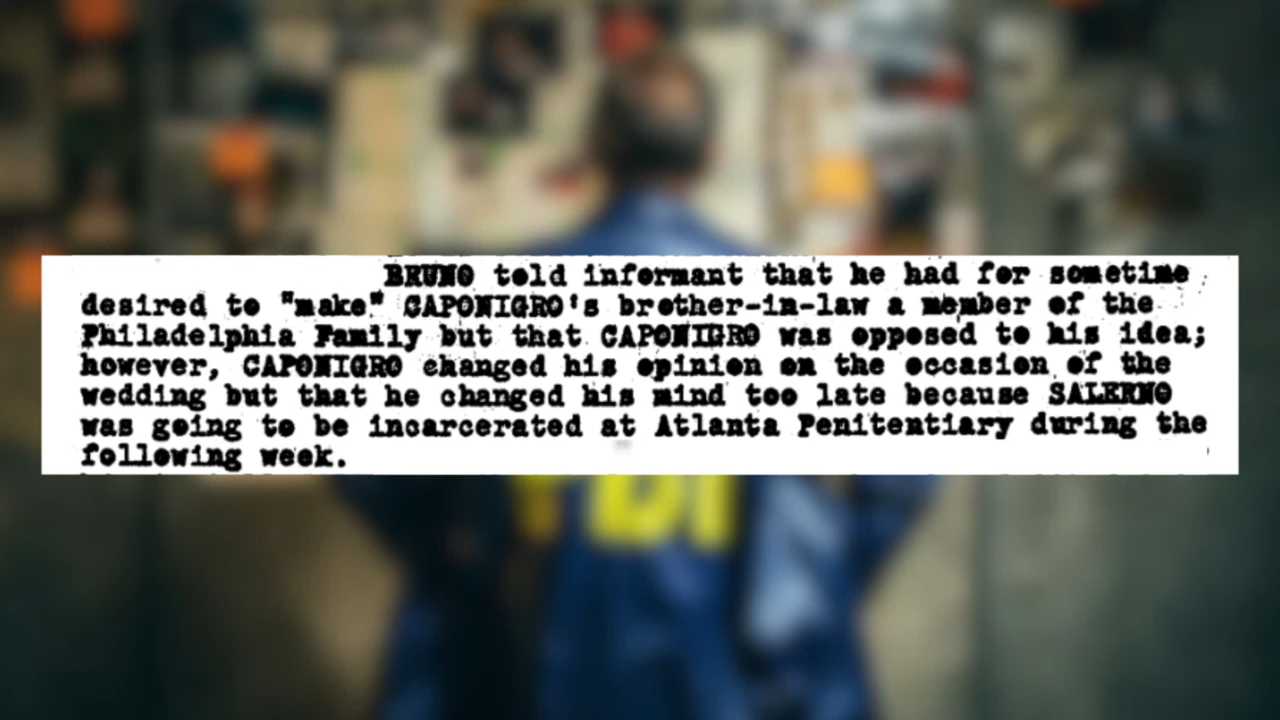 BRUNO told informant that he had for sometime
desired to "make" CAPONIGRO's brother-in-law a member of the
Philadelphia Family but that CAPONIGRO was opposed to his idea;
however, CAPONIGRO changed his opinion on the occasion of the
wedding but that he changed his mind too late because SALERNO
was going to be incarcerated at Atlanta Penitentiary during the
following week.
FBI